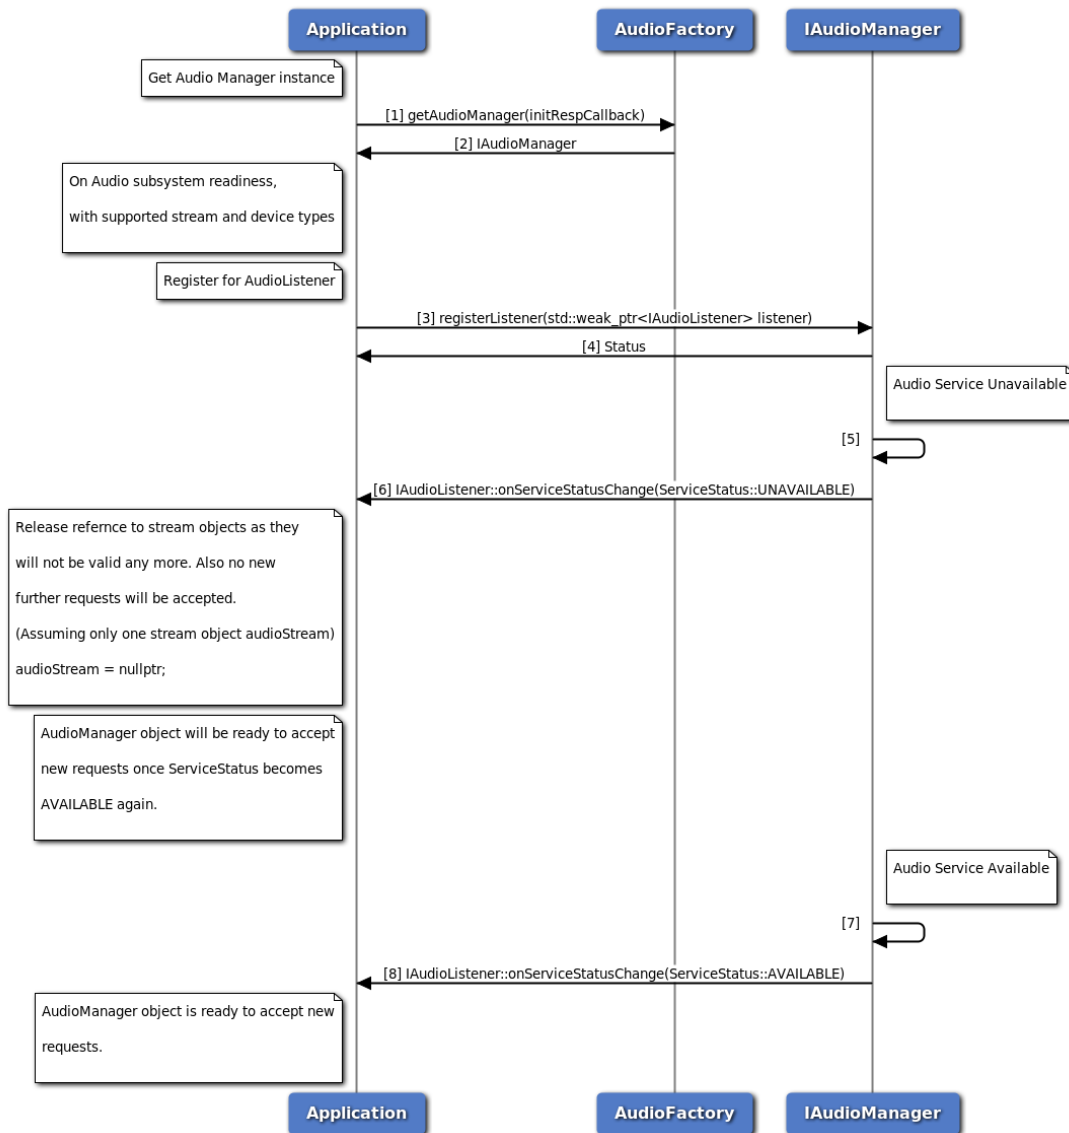 Application
AudioFactory
IAudioManager
Get Audio Manager instance
[1] getAudioManager(initRespCallback)
[2] IAudioManager
On Audio subsystem readiness,
with supported stream and device types
Register for AudioListener
[3] registerListener(std::weak_ptr<IAudioListener> listener)
[4] Status
Audio Service Unavailable
[5]
[6] IAudioListener::onServiceStatusChange(ServiceStatus::UNAVAILABLE)
Release refernce to stream objects as they
will not be valid any more. Also no new
further requests will be accepted.
(Assuming only one stream object audioStream)
audioStream = nullptr;
AudioManager object will be ready to accept
new requests once ServiceStatus becomes
AVAILABLE again.
Audio Service Available
[7]
[8] IAudioListener::onServiceStatusChange(ServiceStatus::AVAILABLE)
AudioManager object is ready to accept new
requests.
Application
AudioFactory
IAudioManager